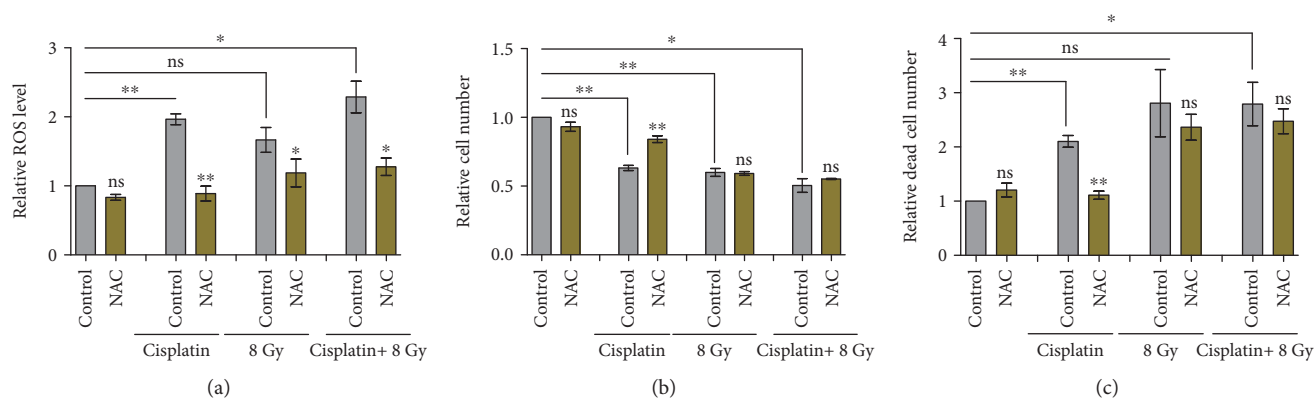 Relative ROS level
3
2
1
0
*
ns
**
ns
**
*
*
Control
NAC
Control
NAC
Control
NAC
Control
NAC
Cisplatin
8 Gy
Cisplatin+ 8 Gy
(a)
Relative cell number
1.5
1.0
0.5
0.0
*
**
**
ns
**
ns
ns
Control
NAC
Control
NAC
Control
NAC
Control
NAC
Cisplatin
8 Gy
Cisplatin+ 8 Gy
(b)
Relative dead cell number
4
3
2
1
0
*
ns
**
ns
**
ns
ns
Control
NAC
Control
NAC
Control
NAC
Control
NAC
Cisplatin
8 Gy
Cisplatin+ 8 Gy
(c)